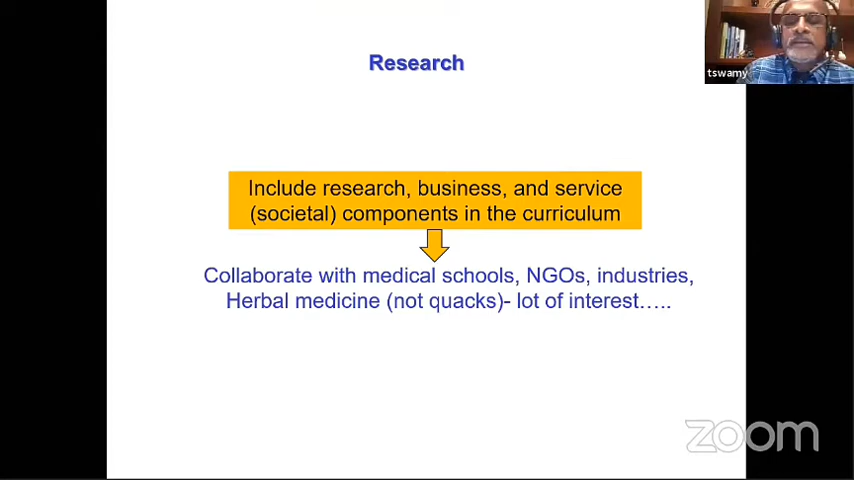 Research
tswamy
Include research, business, and service
(societal) components in the curriculum
Collaborate with medical schools, NGOs, industries,
Herbal medicine (not quacks)- lot of interest…..
zoom